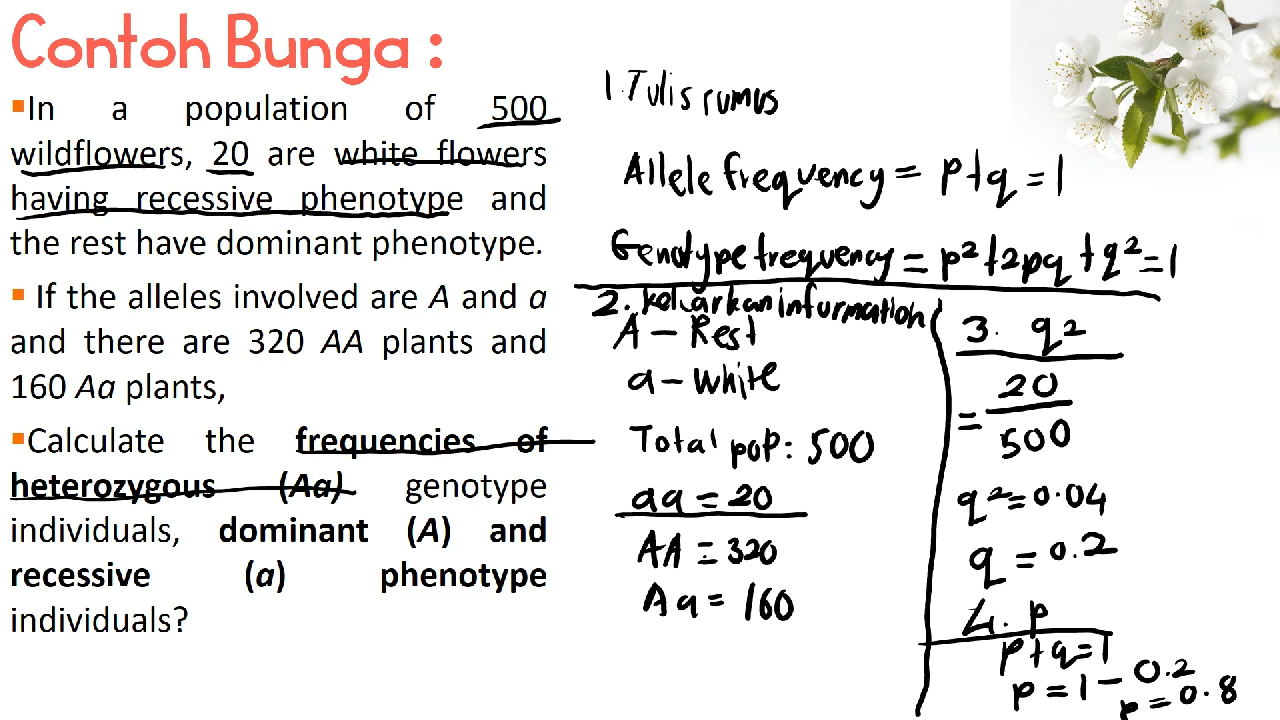 Contoh Bunga :
▪In a population of 500
wildflowers, 20 are white flowers
having recessive phenotype and
the rest have dominant phenotype.
▪ If the alleles involved are A and a
and there are 320 AA plants and
160 Aa plants,
▪Calculate the frequencies of
heterozygous (Aa) genotype
individuals, dominant (A) and
recessive (a) phenotype
individuals?
1. Tulis rumus
Allele frequency = p+q=1
Genotype frequency = p²+2pq+q²=1
2. Keluarkan information
A – Rest
a – White
Total pop: 500
aa = 20
AA = 320
Aa = 160
3. q²
= 20
500
q²=0.04
q = 0.2
4. p
p+q=1
p = 1 – 0.2
p = 0.8